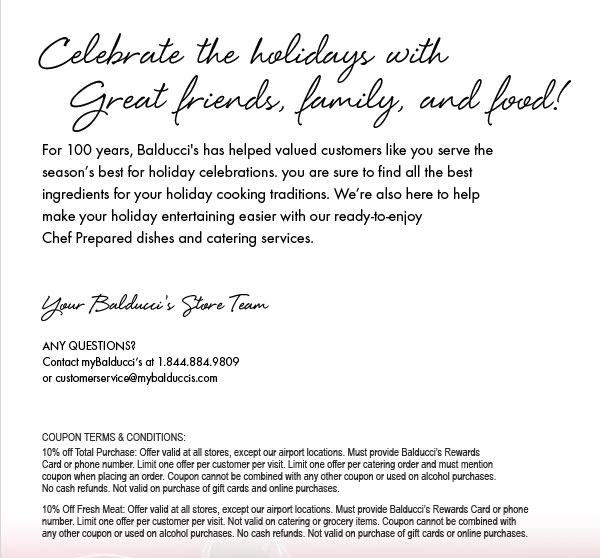 Celebrate the holidays with
Great friends, family, and food!
For 100 years, Balducci's has helped valued customers like you serve the
season's best for holiday celebrations. you are sure to find all the best
ingredients for your holiday cooking traditions. We're also here to help
make your holiday entertaining easier with our ready-to-enjoy
Chef Prepared dishes and catering services.
Your Balducci's Store Team
ANY QUESTIONS?
Contact myBalducci's at 1.844.884.9809
or customerservice@mybalduccis.com
COUPON TERMS & CONDITIONS:
10% off Total Purchase: Offer valid at all stores, except our airport locations. Must provide Balducci's Rewards
Card or phone number. Limit one offer per customer per visit. Limit one offer per catering order and must mention
coupon when placing an order. Coupon cannot be combined with any other coupon or used on alcohol purchases.
No cash refunds. Not valid on purchase of gift cards and online purchases.
10% Off Fresh Meat: Offer valid at all stores, except our airport locations. Must provide Balducci's Rewards Card or phone
number. Limit one offer per customer per visit. Not valid on catering or grocery items. Coupon cannot be combined with
any other coupon or used on alcohol purchases. No cash refunds. Not valid on purchase of gift cards or online purchases.